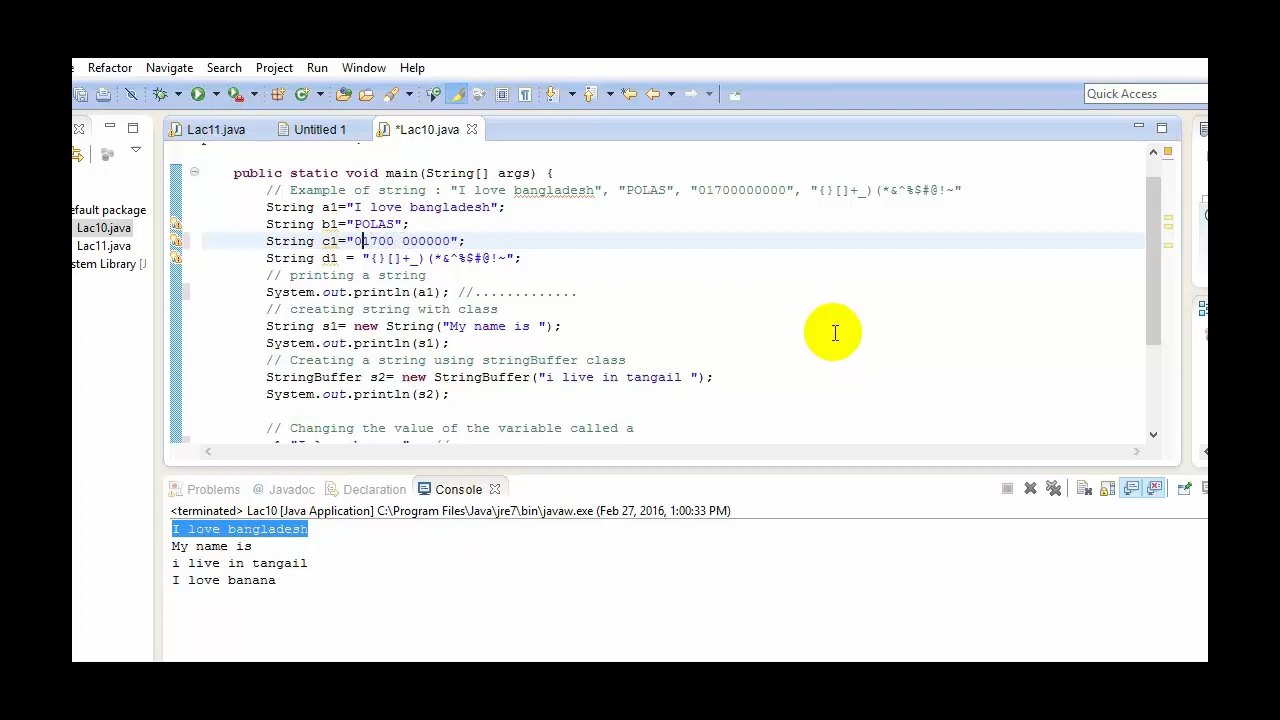 Refactor Navigate Search Project Run Window Help
Quick Access
Lac11.java Untitled 1 *Lac10.java
public static void main(String[] args) {
// Example of string : "I love bangladesh", "POLAS", "01700000000", "{}[]+_)(*&^%$#@!~"
String a1="I love bangladesh";
String b1="POLAS";
String c1="01700 000000";
String d1 = "{}[]+_)(*&^%$#@!~";
// printing a string
System.out.println(a1); //.............
// creating string with class
String s1= new String("My name is ");
System.out.println(s1);
// Creating a string using stringBuffer class
StringBuffer s2= new StringBuffer("i live in tangail ");
System.out.println(s2);
// Changing the value of the variable called a
efault package
Lac10.java
Lac11.java
stem Library [J
Problems @ Javadoc Declaration Console
<terminated> Lac10 [Java Application] C:\Program Files\Java\jre7\bin\javaw.exe (Feb 27, 2016, 1:00:33 PM)
I love bangladesh
My name is
i live in tangail
I love banana